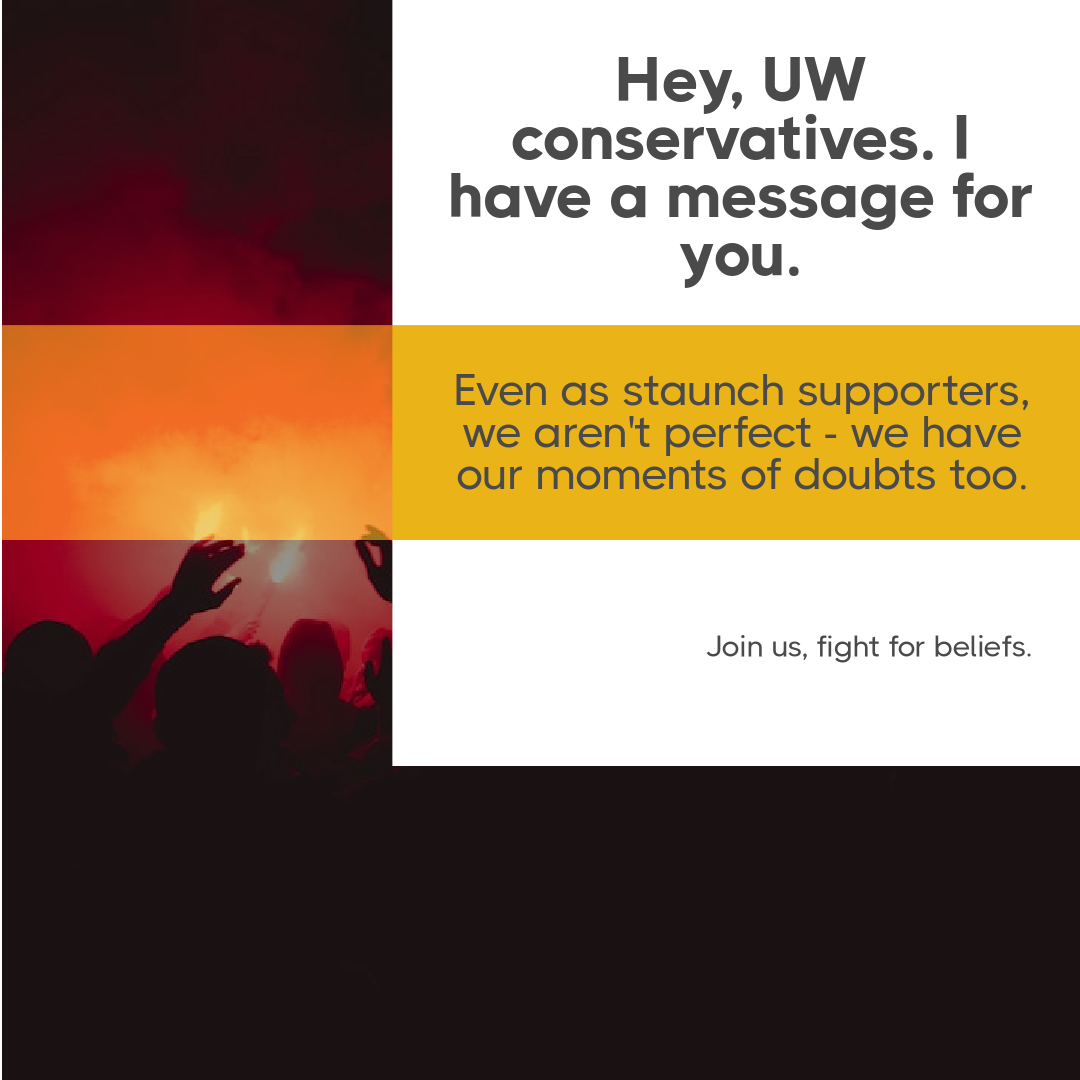 Hey, UW
conservatives. I
have a message for
you.
Even as staunch supporters,
we aren't perfect - we have
our moments of doubts too.
Join us, fight for beliefs.